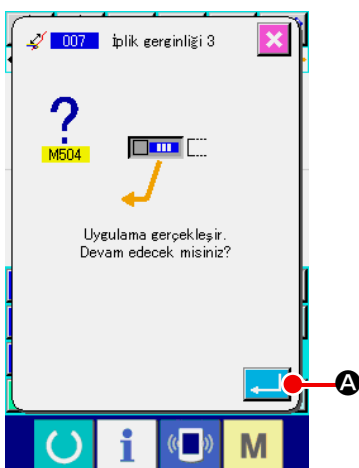 007 İplik gerginliği 3
?
M504
Uygulama gerçekleşir.
Devam edecek misiniz?
A
i
M